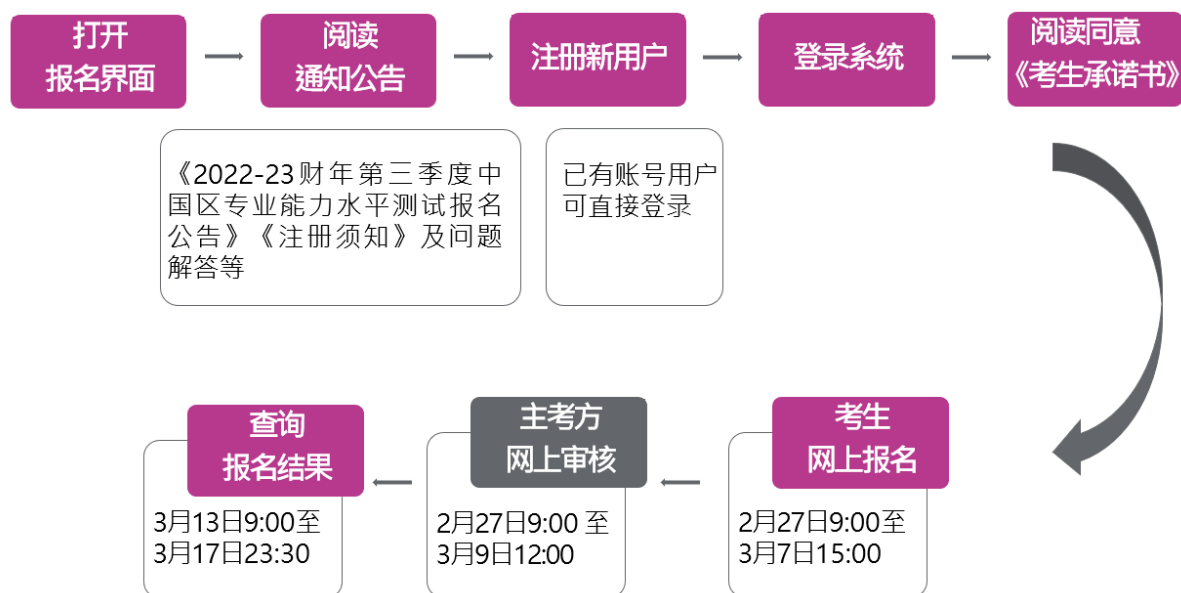 打开
报名界面
阅读
通知公告
注册新用户
登录系统
阅读同意
《考生承诺书》
《2022-23财年第三季度中
国区专业能力水平测试报名
公告》《注册须知》及问题
解答等
已有账号用户
可直接登录
考生
网上报名
2月27日9:00至
3月7日15:00
主考方
网上审核
2月27日9:00 至
3月9日12:00
查询
报名结果
3月13日9:00至
3月17日23:30